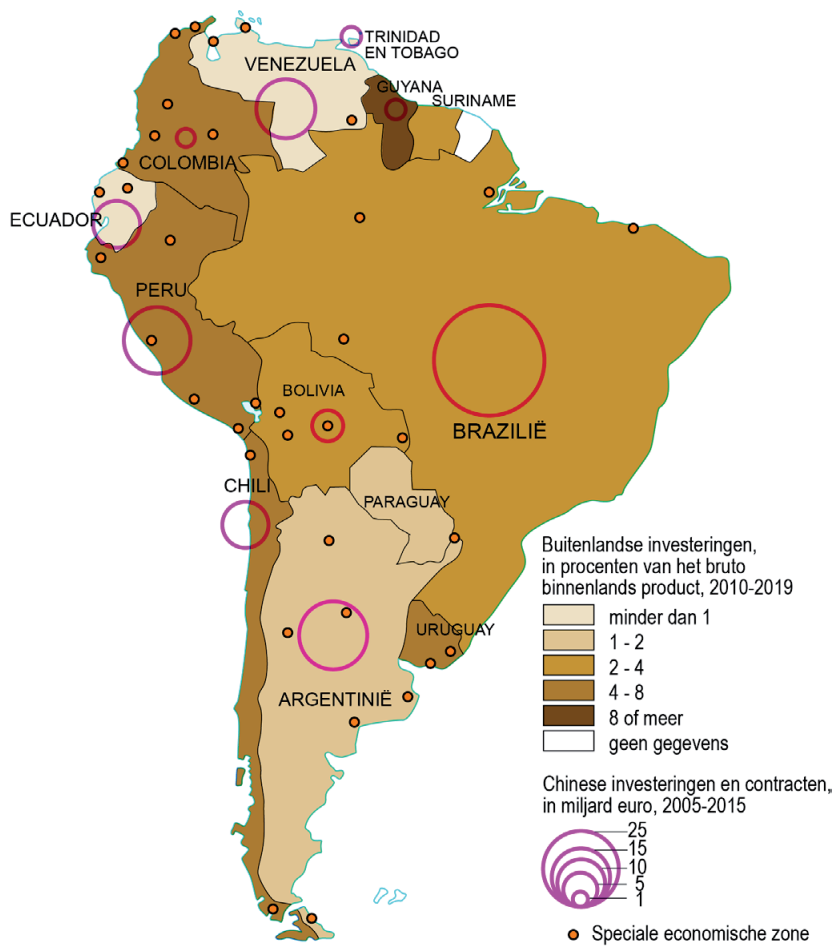 TRINIDAD
EN TOBAGO
VENEZUELA
GUYANA
SURINAME
COLOMBIA
ECUADOR
PERU
BOLIVIA
BRAZILIË
CHILI
PARAGUAY
URUGUAY
ARGENTINIË
Buitenlandse investeringen,
in procenten van het bruto
binnenlands product, 2010-2019
minder dan 1
1 - 2
2 - 4
4 - 8
8 of meer
geen gegevens
Chinese investeringen en contracten,
in miljard euro, 2005-2015
25
15
10
5
1
Speciale economische zone